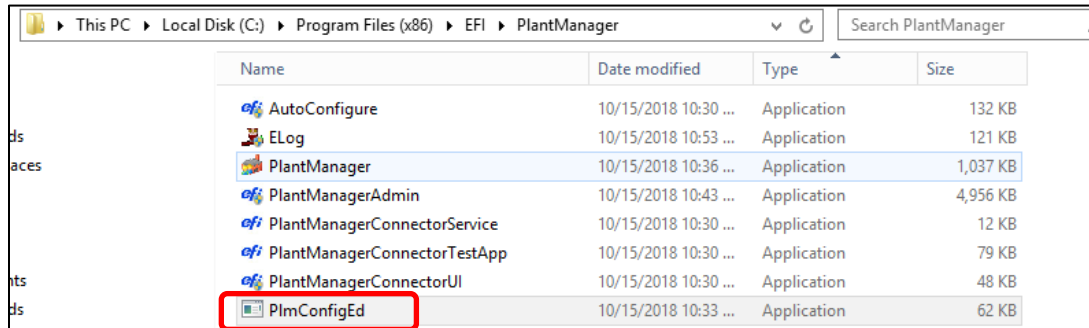 This PC ▸ Local Disk (C:) ▸ Program Files (x86) ▸ EFI ▸ PlantManager Search PlantManager
Name Date modified Type Size
AutoConfigure 10/15/2018 10:30 ... Application 132 KB
ds ELog 10/15/2018 10:53 ... Application 121 KB
aces PlantManager 10/15/2018 10:36 ... Application 1,037 KB
PlantManagerAdmin 10/15/2018 10:43 ... Application 4,956 KB
PlantManagerConnectorService 10/15/2018 10:30 ... Application 12 KB
PlantManagerConnectorTestApp 10/15/2018 10:30 ... Application 79 KB
nts PlantManagerConnectorUI 10/15/2018 10:30 ... Application 48 KB
ds PlmConfigEd 10/15/2018 10:33 ... Application 62 KB